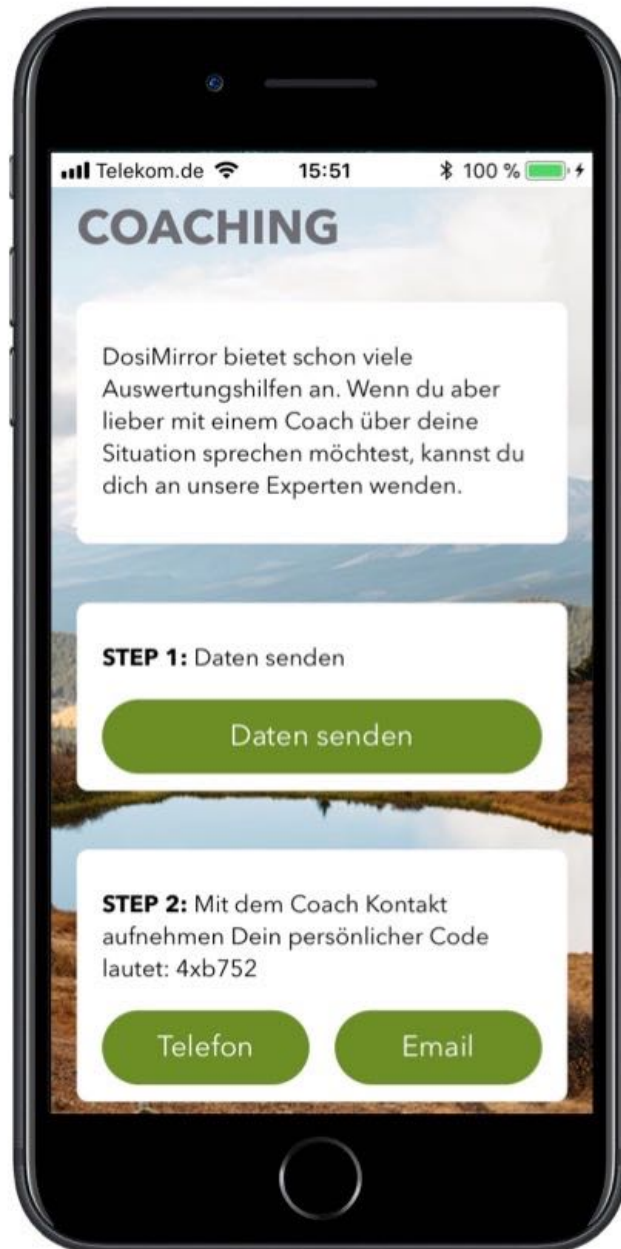 Telekom.de 15:51 100 %
COACHING
DosiMirror bietet schon viele
Auswertungshilfen an. Wenn du aber
lieber mit einem Coach über deine
Situation sprechen möchtest, kannst du
dich an unsere Experten wenden.
STEP 1: Daten senden
Daten senden
STEP 2: Mit dem Coach Kontakt
aufnehmen Dein persönlicher Code
lautet: 4xb752
Telefon Email